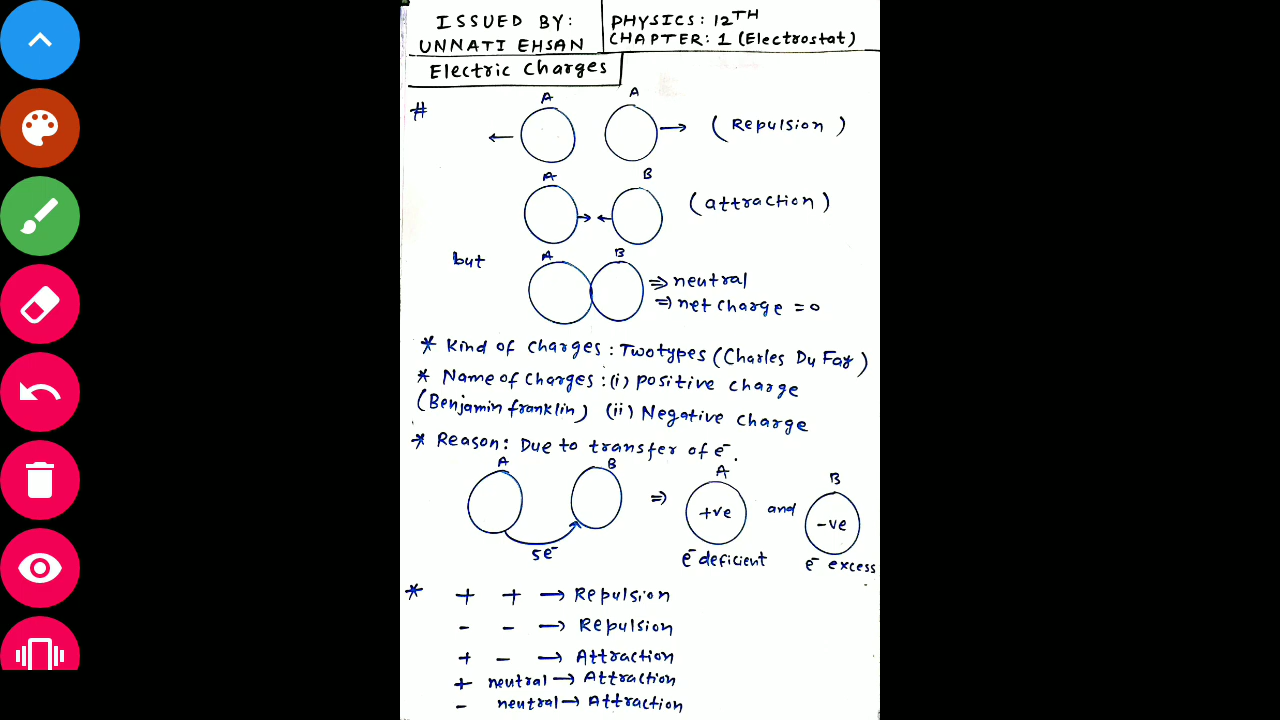 ISSUED BY:
UNNATI EHSAN
PHYSICS: 12TH
CHAPTER: 1 (Electrostat)
Electric Charges
#
A A
(Repulsion)
A B
(attraction)
but
A B
⇒ neutral
⇒ net charge = 0
* Kind of charges: Two types (Charles Du Fay)
* Name of charges: (i) positive charge
(Benjamin franklin) (ii) Negative charge
* Reason: Due to transfer of e⁻.
A B A B
⇒ +ve and -ve
5e⁻
e⁻ deficient e⁻ excess
* + + → Repulsion
- - → Repulsion
+ - → Attraction
+ neutral → Attraction
- neutral → Attraction